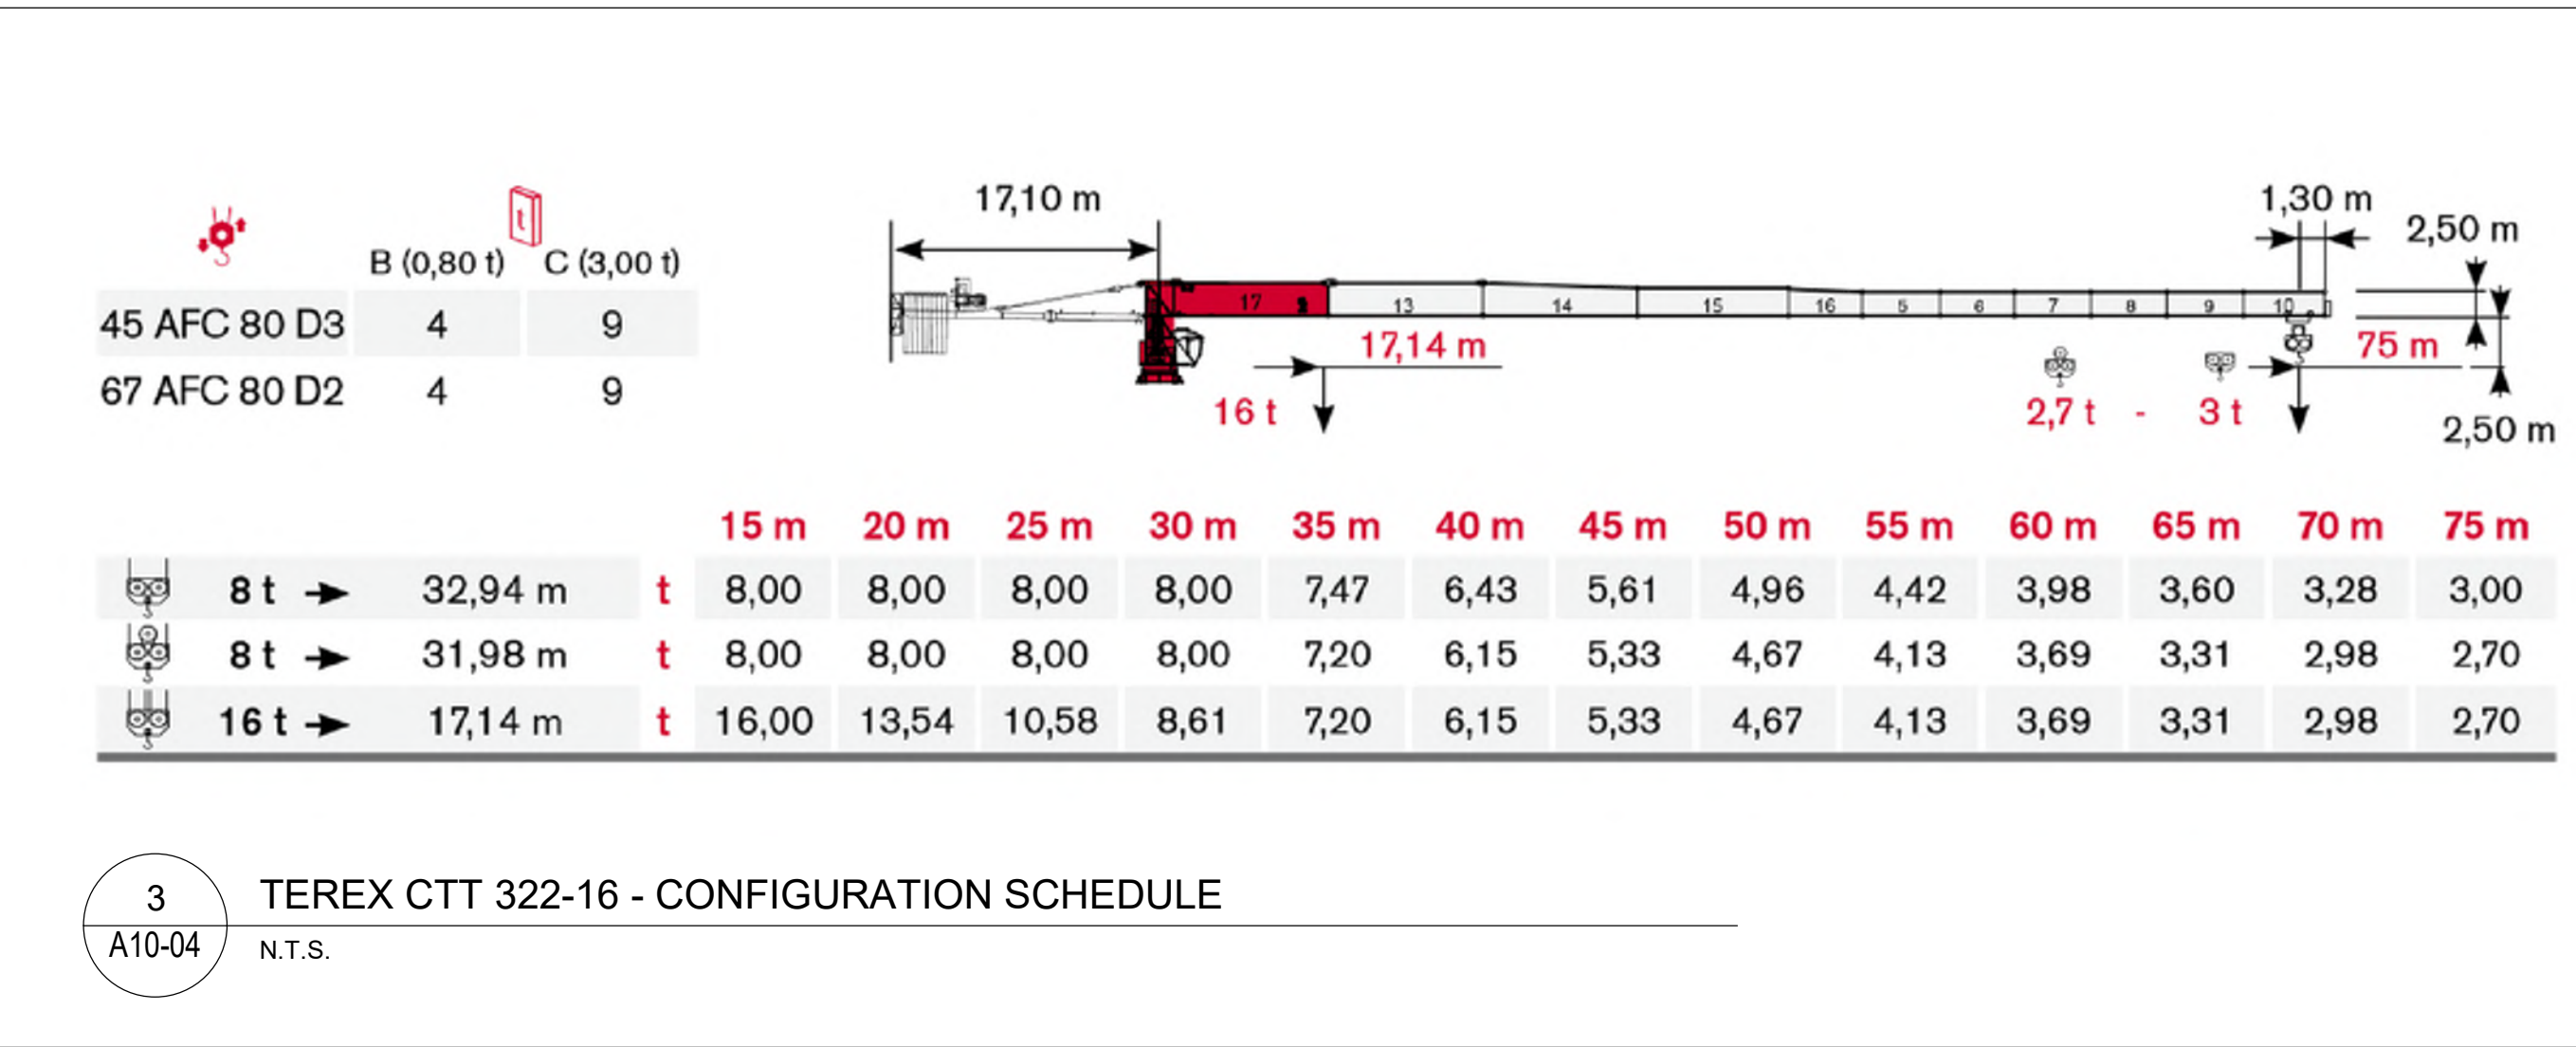 17,10 m
1,30 m
2,50 m
t
B (0,80 t) C (3,00 t)
45 AFC 80 D3 4 9
67 AFC 80 D2 4 9
17 13 14 15 16 5 6 7 8 9 10
17,14 m
75 m
16 t
2,7 t - 3 t
2,50 m
15 m 20 m 25 m 30 m 35 m 40 m 45 m 50 m 55 m 60 m 65 m 70 m 75 m
8 t 32,94 m t 8,00 8,00 8,00 8,00 7,47 6,43 5,61 4,96 4,42 3,98 3,60 3,28 3,00
8 t 31,98 m t 8,00 8,00 8,00 8,00 7,20 6,15 5,33 4,67 4,13 3,69 3,31 2,98 2,70
16 t 17,14 m t 16,00 13,54 10,58 8,61 7,20 6,15 5,33 4,67 4,13 3,69 3,31 2,98 2,70
3
A10-04
TEREX CTT 322-16 - CONFIGURATION SCHEDULE
N.T.S.